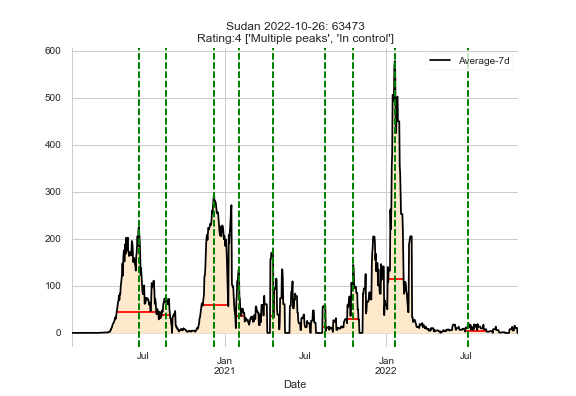 Sudan 2022-10-26: 63473
Rating:4 ['Multiple peaks', 'In control']
Average-7d
600
500
400
300
200
100
0
Jul
Jan
2021
Jul
Jan
2022
Jul
Date